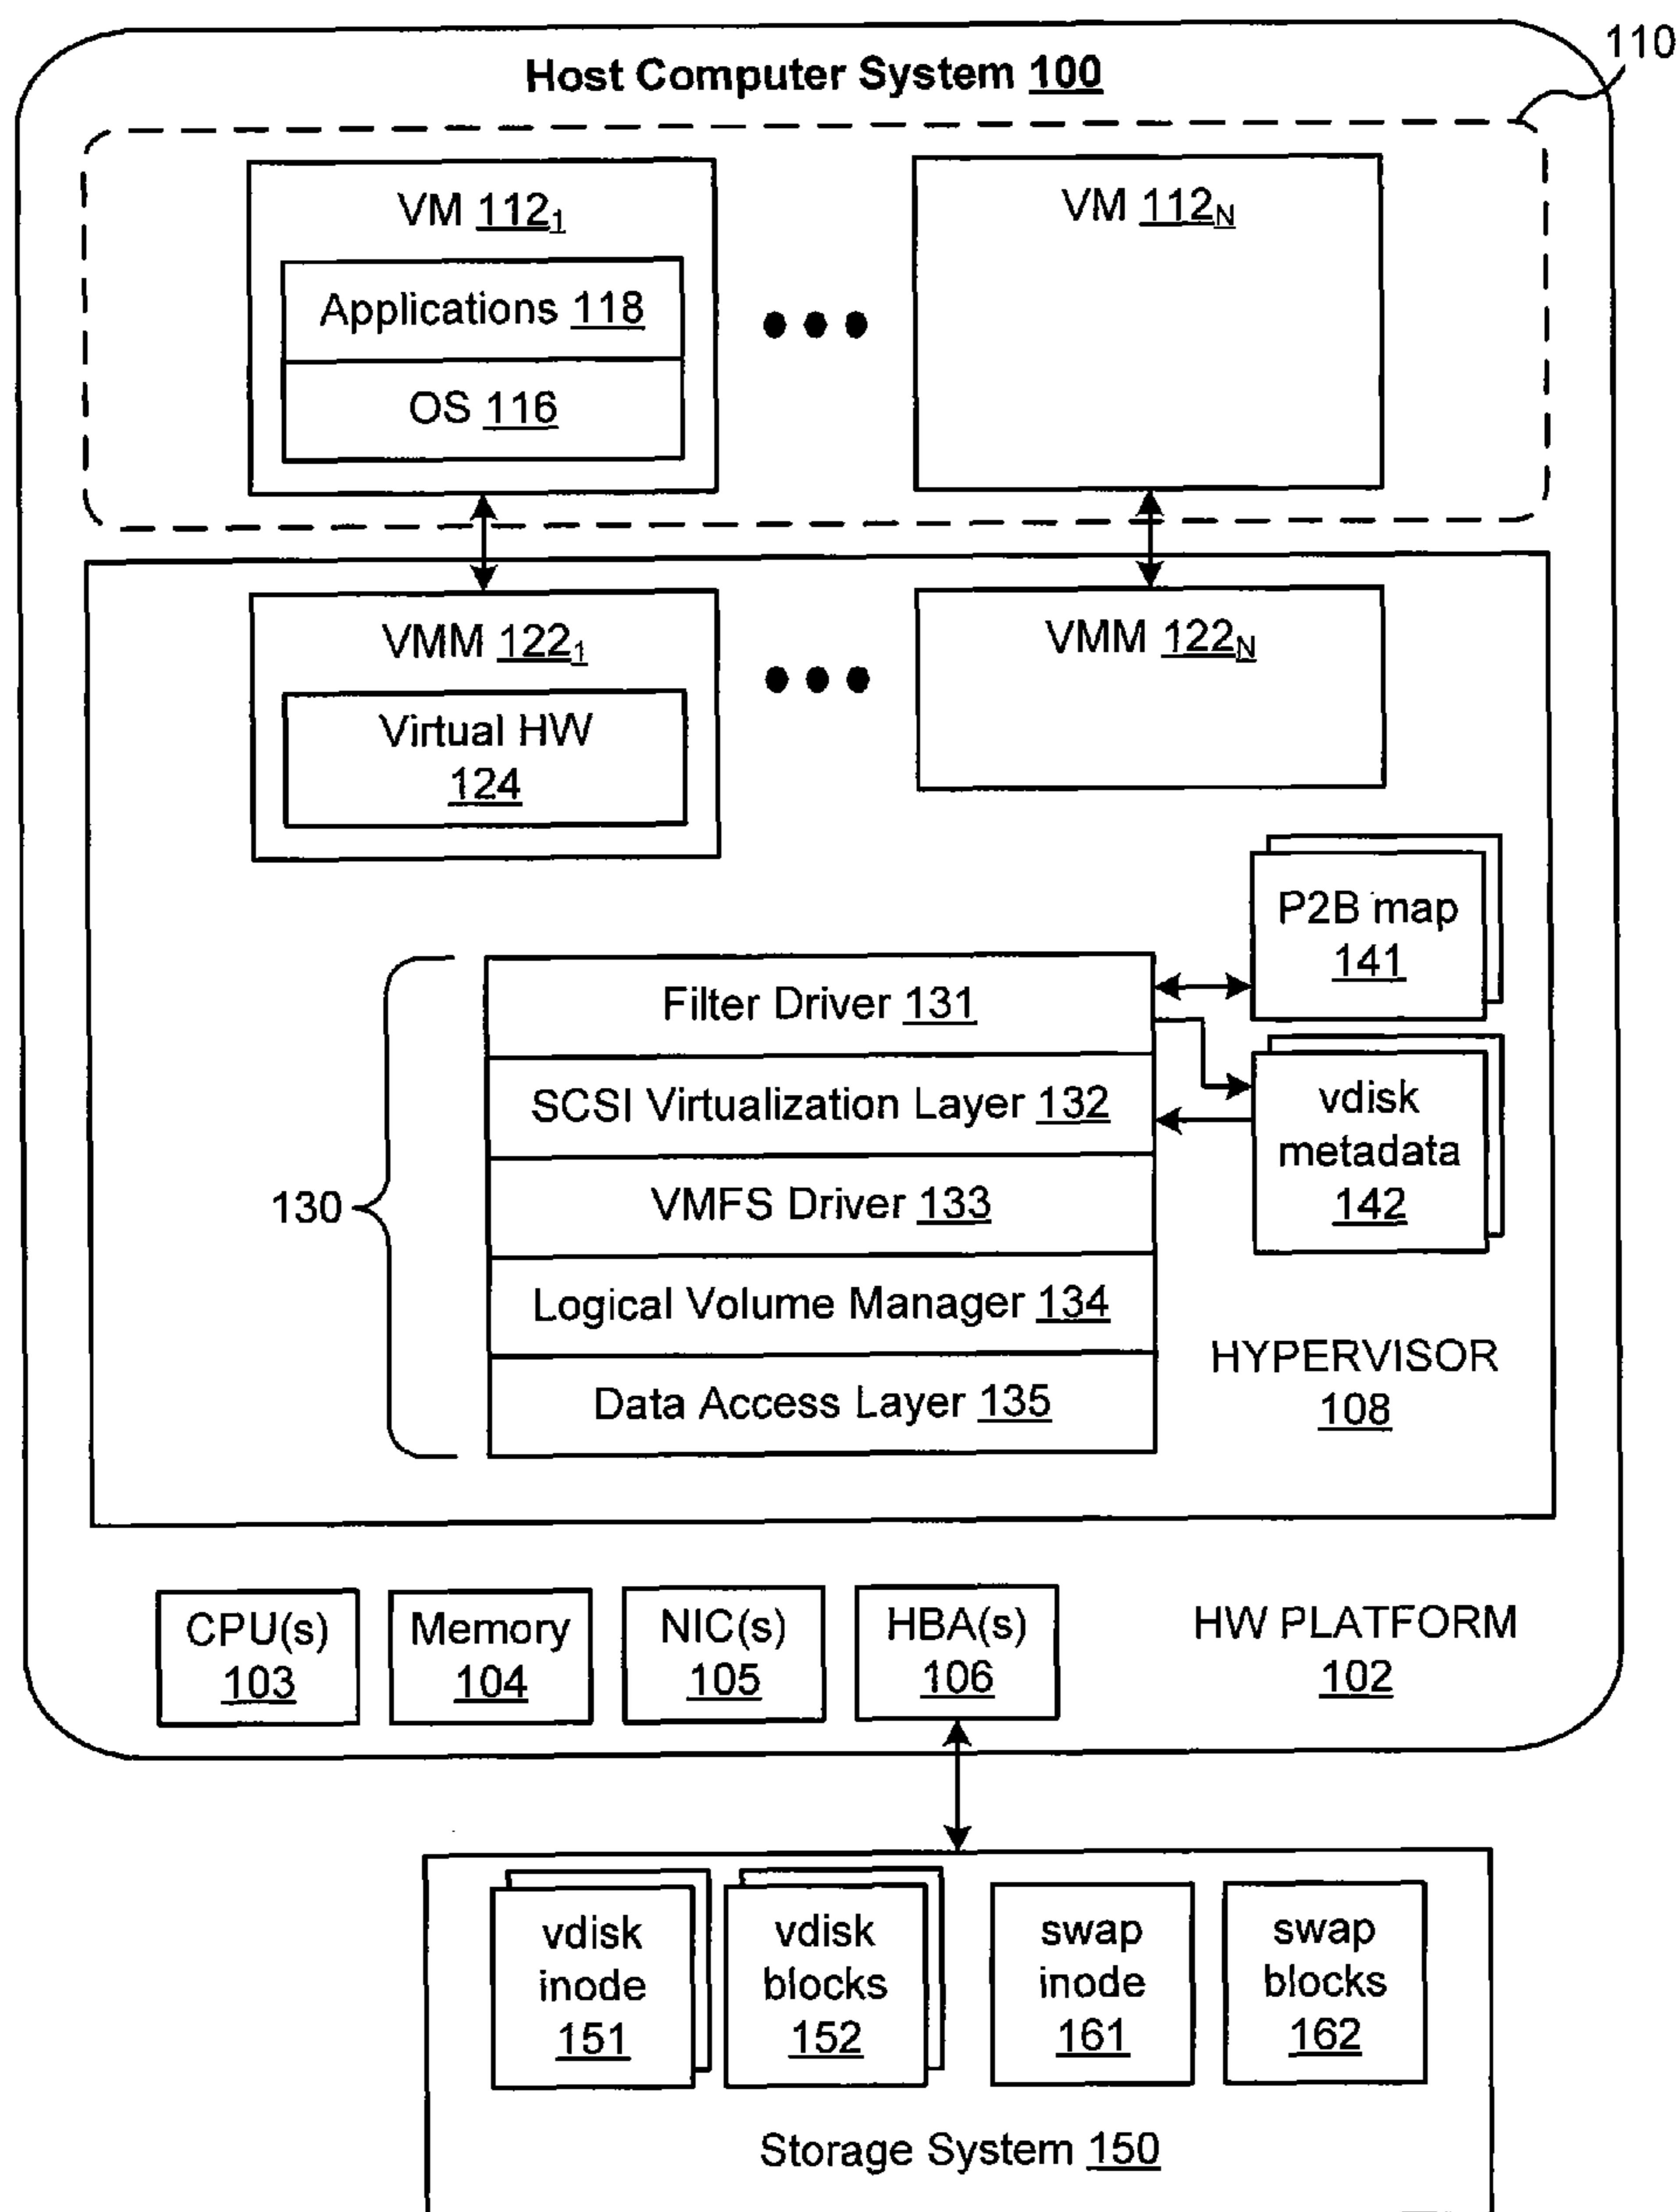 110
Host Computer System 100
VM 112₁
VM 112N
Applications 118
OS 116
VMM 122₁
VMM 122N
Virtual HW
124
P2B map
141
Filter Driver 131
SCSI Virtualization Layer 132
vdisk
metadata
142
130
VMFS Driver 133
Logical Volume Manager 134
Data Access Layer 135
HYPERVISOR
108
CPU(s)
103
Memory
104
NIC(s)
105
HBA(s)
106
HW PLATFORM
102
vdisk
inode
151
vdisk
blocks
152
swap
inode
161
swap
blocks
162
Storage System 150